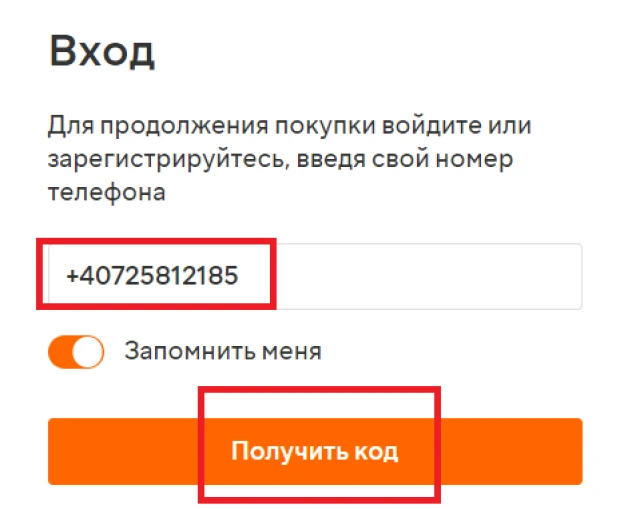 Вход
Для продолжения покупки войдите или
зарегистрируйтесь, введя свой номер
телефона
+40725812185
Запомнить меня
Получить код